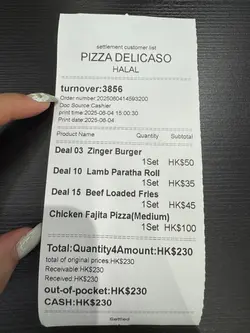 settlement customer list
PIZZA DELICASO
HALAL
turnover:3856
Order number:2025060414593200
Doc Source:Cashier
print time:2025-06-04 15:00:30
Print date:2025-06-04
Product Name Quantity Subtotal
Deal 03 Zinger Burger
1Set HK$50
Deal 10 Lamb Paratha Roll
1Set HK$35
Deal 15 Beef Loaded Fries
1Set HK$45
Chicken Fajita Pizza(Medium)
1Set HK$100
Total:Quantity4Amount:HK$230
total of original prices:HK$230
Receivable:HK$230
Received:HK$230
out-of-pocket:HK$230
CASH:HK$230
Settled